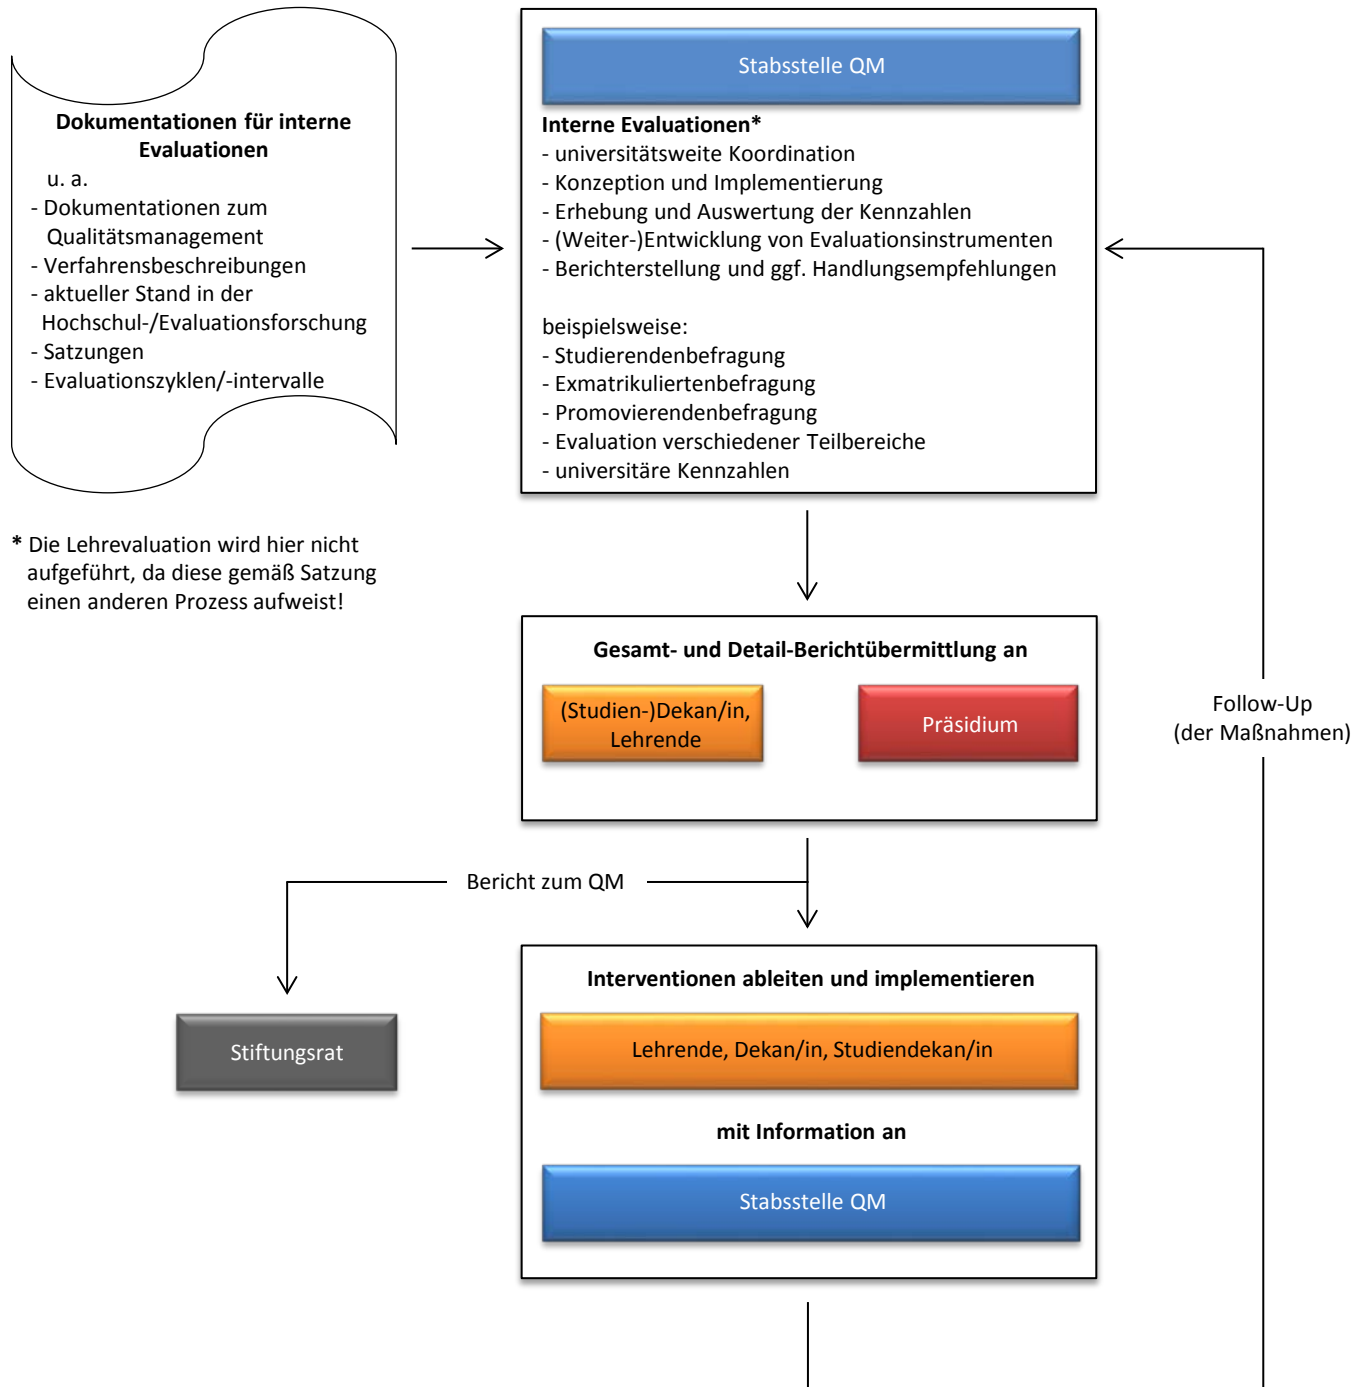 Dokumentationen für interne
Evaluationen
u. a.
- Dokumentationen zum
Qualitätsmanagement
- Verfahrensbeschreibungen
- aktueller Stand in der
Hochschul-/Evaluationsforschung
- Satzungen
- Evaluationszyklen/-intervalle
* Die Lehrevaluation wird hier nicht
aufgeführt, da diese gemäß Satzung
einen anderen Prozess aufweist!
Stabsstelle QM
Interne Evaluationen*
- universitätsweite Koordination
- Konzeption und Implementierung
- Erhebung und Auswertung der Kennzahlen
- (Weiter-)Entwicklung von Evaluationsinstrumenten
- Berichterstellung und ggf. Handlungsempfehlungen
beispielsweise:
- Studierendenbefragung
- Exmatrikuliertenbefragung
- Promovierendenbefragung
- Evaluation verschiedener Teilbereiche
- universitäre Kennzahlen
Gesamt- und Detail-Berichtübermittlung an
(Studien-)Dekan/in,
Lehrende
Präsidium
Follow-Up
(der Maßnahmen)
Bericht zum QM
Stiftungsrat
Interventionen ableiten und implementieren
Lehrende, Dekan/in, Studiendekan/in
mit Information an
Stabsstelle QM